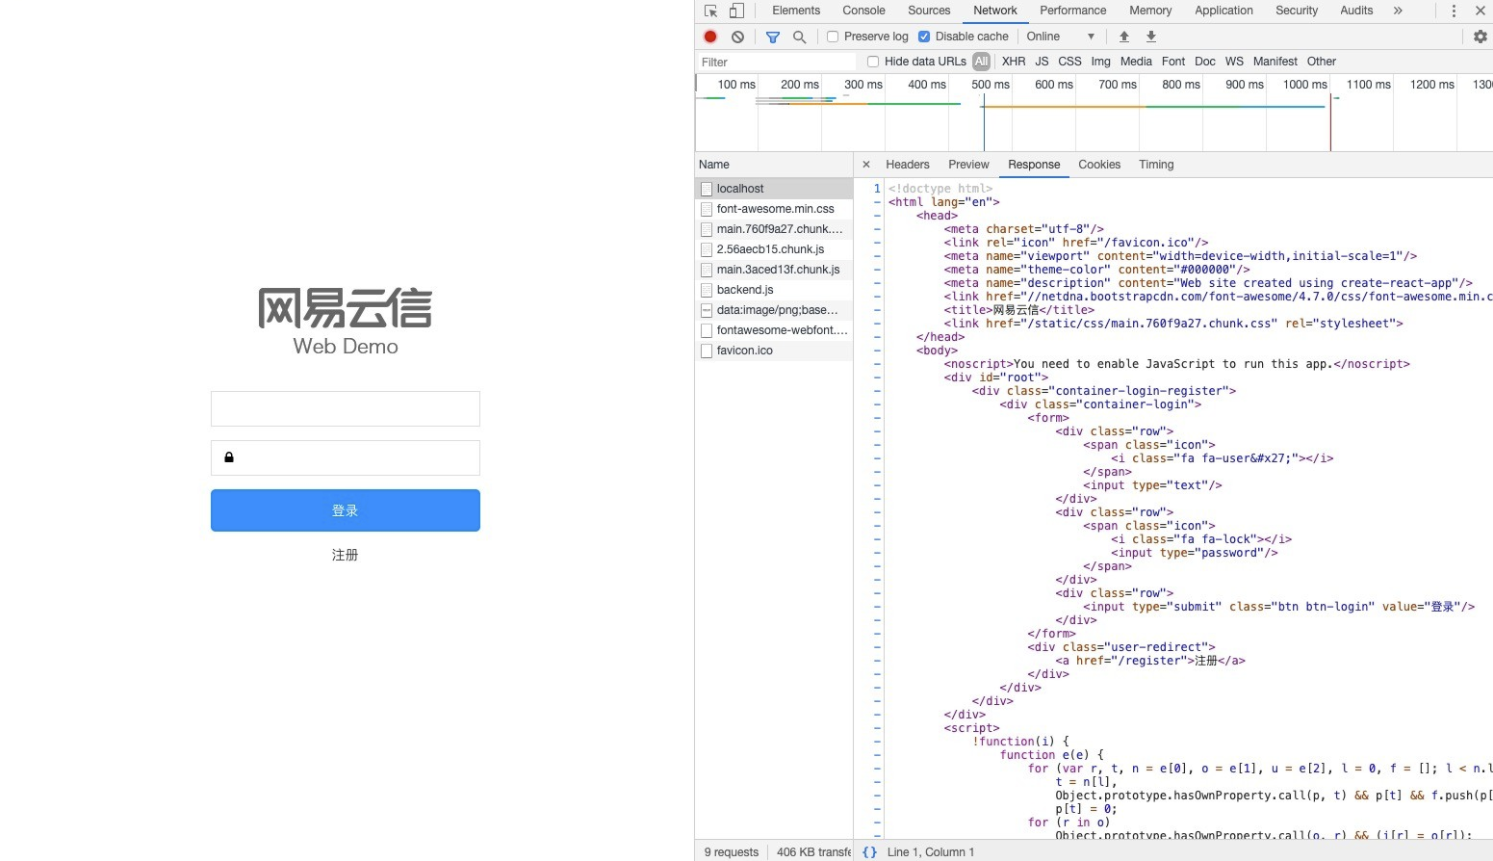 网易云信
Web Demo
登录
注册
Elements Console Sources Network Performance Memory Application Security Audits »
Preserve log Disable cache Online
Filter Hide data URLs All XHR JS CSS Img Media Font Doc WS Manifest Other
100 ms 200 ms 300 ms 400 ms 500 ms 600 ms 700 ms 800 ms 900 ms 1000 ms 1100 ms 1200 ms 130
Name
localhost
font-awesome.min.css
main.760f9a27.chunk....
2.56aecb15.chunk.js
main.3aced13f.chunk.js
backend.js
data:image/png;base...
fontawesome-webfont....
favicon.ico
9 requests 406 KB transfe
× Headers Preview Response Cookies Timing
1 <!doctype html>
- <html lang="en">
- <head>
- <meta charset="utf-8"/>
- <link rel="icon" href="/favicon.ico"/>
- <meta name="viewport" content="width=device-width,initial-scale=1"/>
- <meta name="theme-color" content="#000000"/>
- <meta name="description" content="Web site created using create-react-app"/>
- <link href="//netdna.bootstrapcdn.com/font-awesome/4.7.0/css/font-awesome.min.c
- <title>网易云信</title>
- <link href="/static/css/main.760f9a27.chunk.css" rel="stylesheet">
- </head>
- <body>
- <noscript>You need to enable JavaScript to run this app.</noscript>
- <div id="root">
- <div class="container-login-register">
- <div class="container-login">
- <form>
- <div class="row">
- <span class="icon">
- <i class="fa fa-user&#x27;"></i>
- </span>
- <input type="text"/>
- </div>
- <div class="row">
- <span class="icon">
- <i class="fa fa-lock"></i>
- <input type="password"/>
- </span>
- </div>
- <div class="row">
- <input type="submit" class="btn btn-login" value="登录"/>
- </div>
- </form>
- <div class="user-redirect">
- <a href="/register">注册</a>
- </div>
- </div>
- </div>
- </div>
- <script>
- !function(i) {
- function e(e) {
- for (var r, t, n = e[0], o = e[1], u = e[2], l = 0, f = []; l < n.l
- t = n[l],
- Object.prototype.hasOwnProperty.call(p, t) && p[t] && f.push(p[
- p[t] = 0;
- for (r in o)
- Object.prototype.hasOwnProperty.call(o, r) && (i[r] = o[r]);
{} Line 1, Column 1